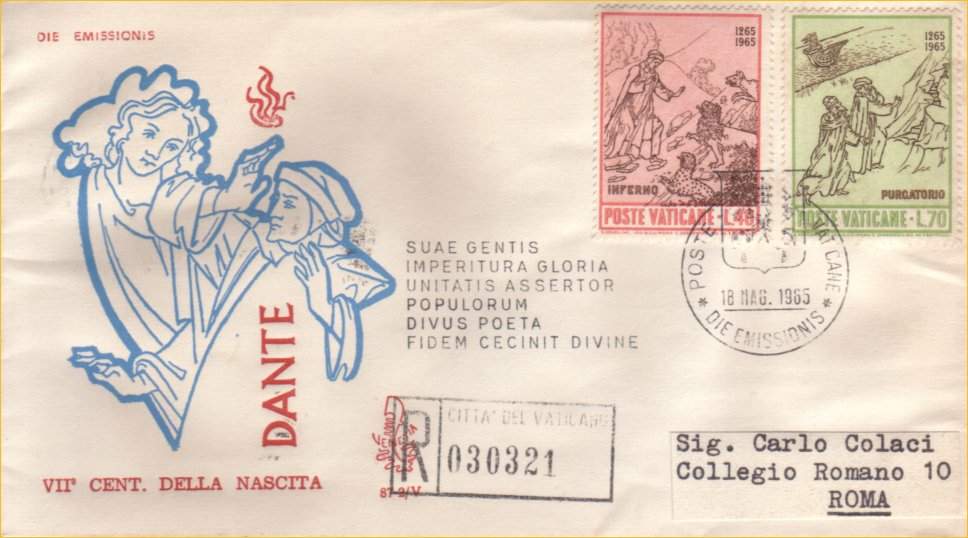 DIE EMISSIONIS
1265
1965
INFERNO
POSTE VATICANE-L.40
1265
1965
PURGATORIO
POSTE VATICANE-L.70
SUAE GENTIS
IMPERITURA GLORIA
UNITATIS ASSERTOR
POPULORUM
DIVUS POETA
FIDEM CECINIT DIVINE
POSTE VATICANE
18 MAG. 1965
* DIE EMISSIONIS *
DANTE
VII° CENT. DELLA NASCITA
87-2/V
R
CITTA' DEL VATICANO
030321
Sig. Carlo Colaci
Collegio Romano 10
ROMA